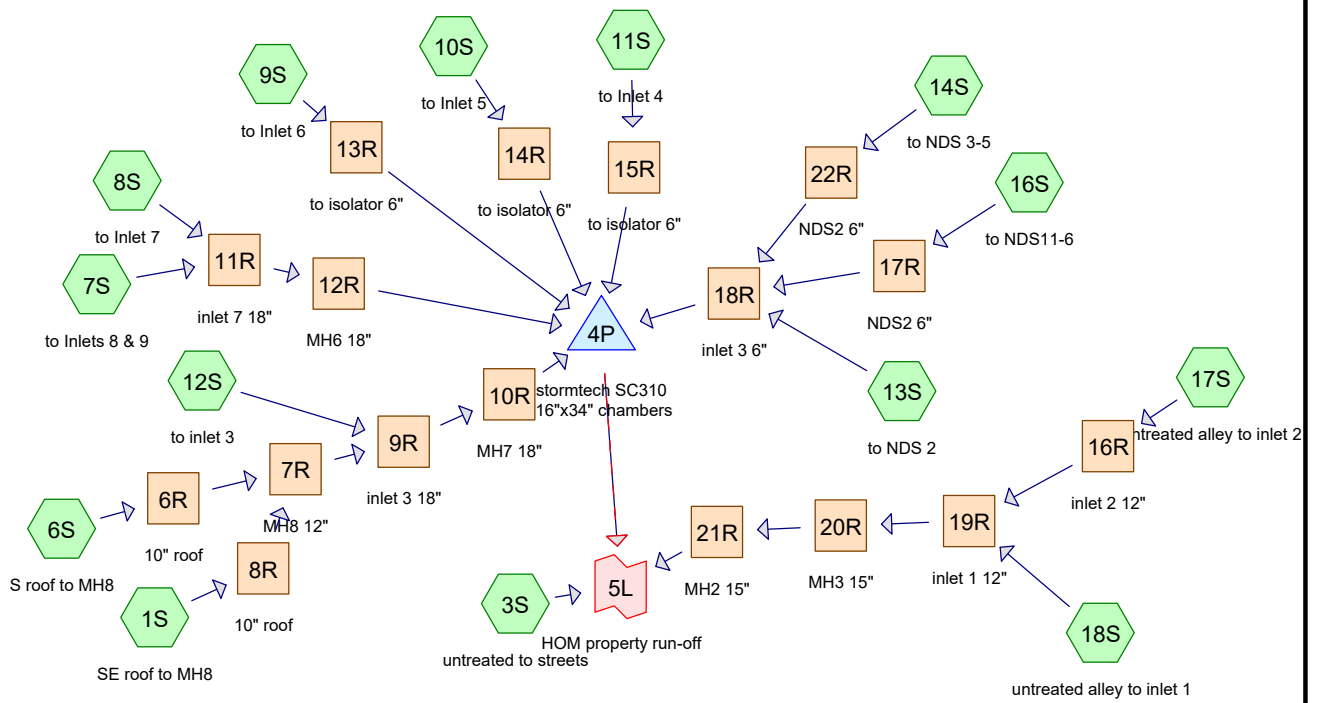 11S
10S
to Inlet 4
9S
to Inlet 5
14S
to Inlet 6
13R
14R
15R
to NDS 3-5
8S
22R
16S
to isolator 6"
to isolator 6"
to isolator 6"
NDS2 6"
to NDS11-6
to Inlet 7
11R
17R
7S
12R
18R
inlet 7 18"
NDS2 6"
to Inlets 8 & 9
MH6 18"
4P
inlet 3 6"
12S
10R
stormtech SC310
16"x34" chambers
13S
17S
to inlet 3
9R
MH7 18"
to NDS 2
16R
ntreated alley to inlet 2
7R
inlet 3 18"
inlet 2 12"
6R
MH8 12"
6S
10" roof
21R
20R
19R
S roof to MH8
8R
MH2 15"
MH3 15"
inlet 1 12"
1S
10" roof
3S
5L
SE roof to MH8
HOM property run-off
untreated to streets
18S
untreated alley to inlet 1